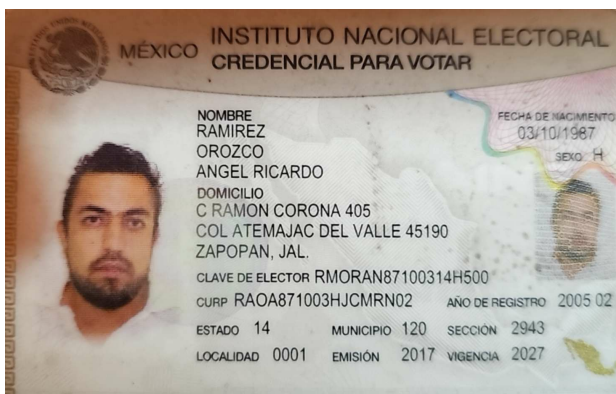 MÉXICO
INSTITUTO NACIONAL ELECTORAL
CREDENCIAL PARA VOTAR
NOMBRE
RAMIREZ
OROZCO
ANGEL RICARDO
FECHA DE NACIMIENTO
03/10/1987
SEXO H
DOMICILIO
C RAMON CORONA 405
COL ATEMAJAC DEL VALLE 45190
ZAPOPAN, JAL.
CLAVE DE ELECTOR RMORAN87100314H500
CURP RAOA871003HJCMRN02 AÑO DE REGISTRO 2005 02
ESTADO 14 MUNICIPIO 120 SECCIÓN 2943
LOCALIDAD 0001 EMISIÓN 2017 VIGENCIA 2027